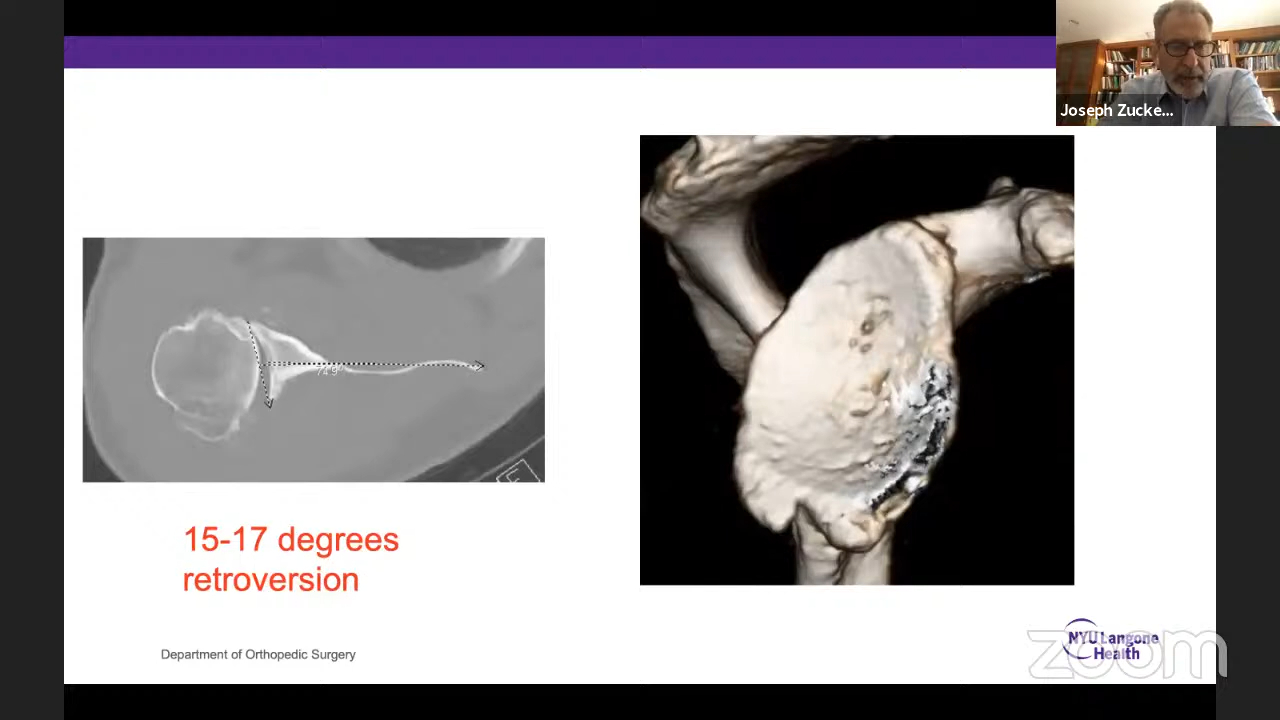 Joseph Zucke...
15-17 degrees
retroversion
Department of Orthopedic Surgery
NYU Langone
Health
zoom